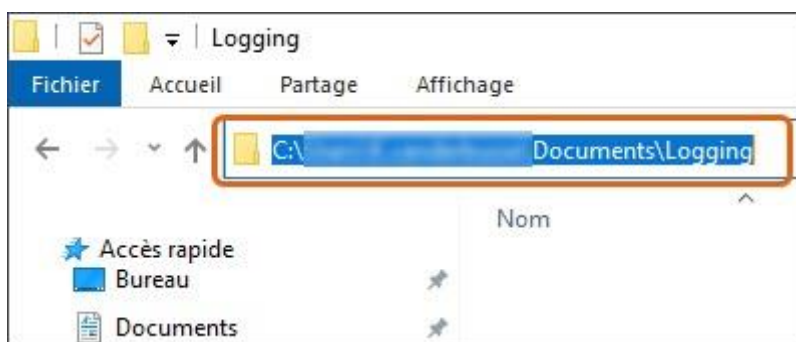 Logging
Fichier Accueil Partage Affichage
C:\ Documents\Logging
Nom
Accès rapide
Bureau
Documents